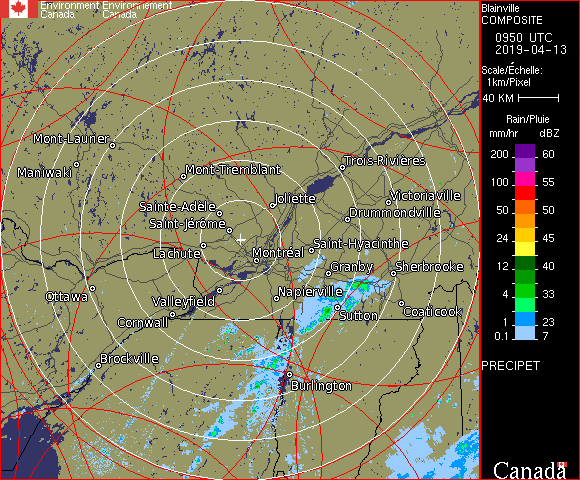 Environment Environnement
Canada Canada
Blainville
COMPOSITE
0950 UTC
2019-04-13
Scale/Échelle:
1km/Pixel
40 KM
Rain/Pluie
mm/hr dBZ
200 60
150 57
100 55
50 50
24 45
12 40
4 33
1 23
0.1 7
PRECIPET
Canada
Mont-Laurier
Maniwaki
Mont-Tremblant
Trois-Rivières
Joliette
Victoriaville
Sainte-Adèle
Drummondville
Saint-Jérôme
Lachute
Montréal
Saint-Hyacinthe
Granby
Sherbrooke
Ottawa
Valleyfield
Napierville
Cornwall
Sutton
Coaticook
Brockville
Burlington